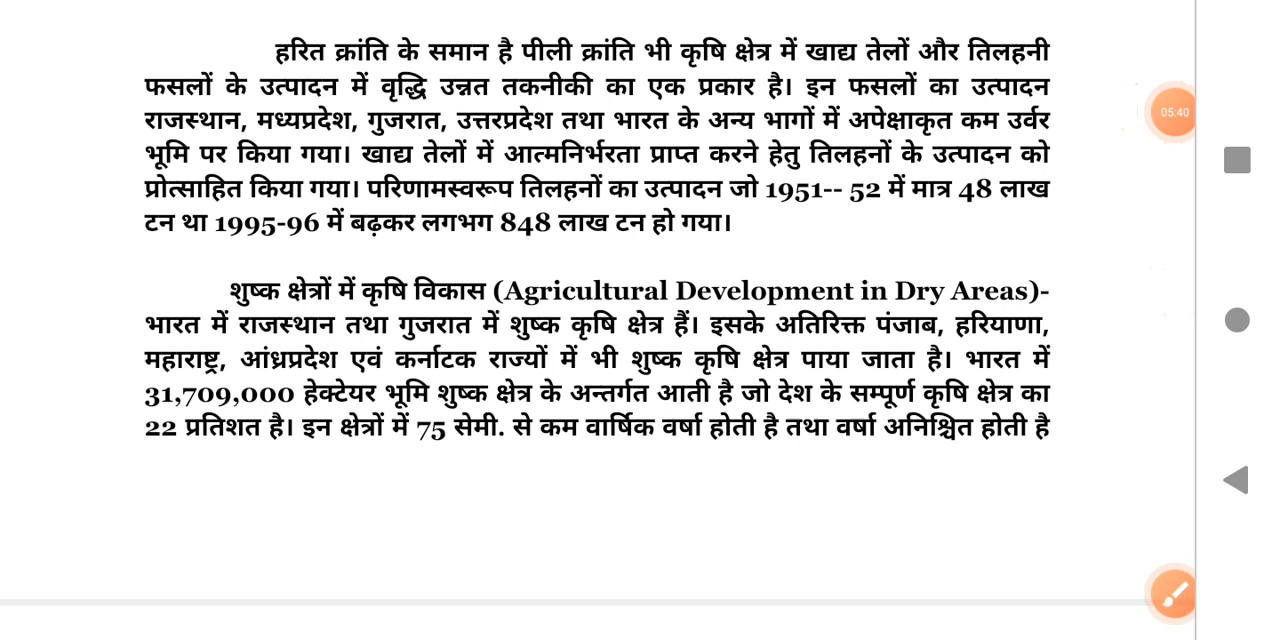 हरित क्रांति के समान है पीली क्रांति भी कृषि क्षेत्र में खाद्य तेलों और तिलहनी
फसलों के उत्पादन में वृद्धि उन्नत तकनीकी का एक प्रकार है। इन फसलों का उत्पादन
राजस्थान, मध्यप्रदेश, गुजरात, उत्तरप्रदेश तथा भारत के अन्य भागों में अपेक्षाकृत कम उर्वर
भूमि पर किया गया। खाद्य तेलों में आत्मनिर्भरता प्राप्त करने हेतु तिलहनों के उत्पादन को
प्रोत्साहित किया गया। परिणामस्वरूप तिलहनों का उत्पादन जो 1951-- 52 में मात्र 48 लाख
टन था 1995-96 में बढ़कर लगभग 848 लाख टन हो गया।
शुष्क क्षेत्रों में कृषि विकास (Agricultural Development in Dry Areas)-
भारत में राजस्थान तथा गुजरात में शुष्क कृषि क्षेत्र हैं। इसके अतिरिक्त पंजाब, हरियाणा,
महाराष्ट्र, आंध्रप्रदेश एवं कर्नाटक राज्यों में भी शुष्क कृषि क्षेत्र पाया जाता है। भारत में
31,709,000 हेक्टेयर भूमि शुष्क क्षेत्र के अन्तर्गत आती है जो देश के सम्पूर्ण कृषि क्षेत्र का
22 प्रतिशत है। इन क्षेत्रों में 75 सेमी. से कम वार्षिक वर्षा होती है तथा वर्षा अनिश्चित होती है
05:40